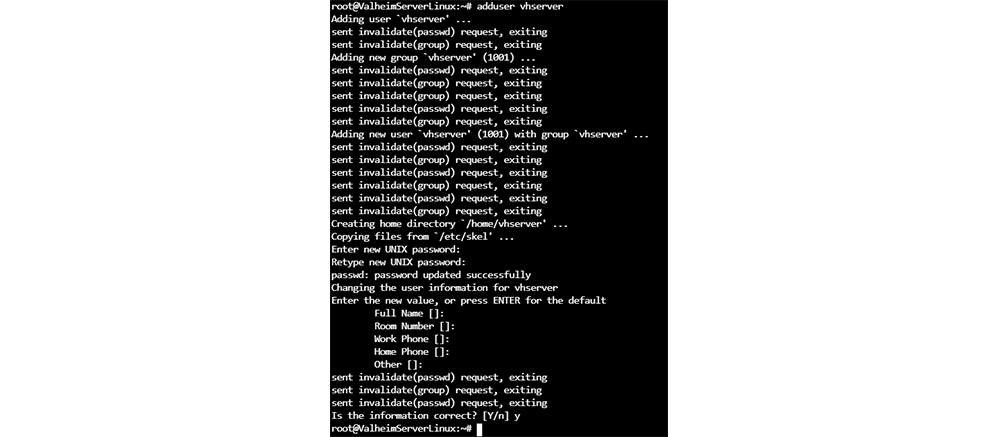 root@ValheimServerLinux:~# adduser vhserver
Adding user `vhserver' ...
sent invalidate(passwd) request, exiting
sent invalidate(group) request, exiting
Adding new group `vhserver' (1001) ...
sent invalidate(passwd) request, exiting
sent invalidate(group) request, exiting
sent invalidate(group) request, exiting
sent invalidate(passwd) request, exiting
sent invalidate(group) request, exiting
Adding new user `vhserver' (1001) with group `vhserver' ...
sent invalidate(passwd) request, exiting
sent invalidate(group) request, exiting
sent invalidate(passwd) request, exiting
sent invalidate(group) request, exiting
sent invalidate(passwd) request, exiting
sent invalidate(group) request, exiting
Creating home directory `/home/vhserver' ...
Copying files from `/etc/skel' ...
Enter new UNIX password:
Retype new UNIX password:
passwd: password updated successfully
Changing the user information for vhserver
Enter the new value, or press ENTER for the default
Full Name []:
Room Number []:
Work Phone []:
Home Phone []:
Other []:
sent invalidate(passwd) request, exiting
sent invalidate(group) request, exiting
sent invalidate(passwd) request, exiting
Is the information correct? [Y/n] y
root@ValheimServerLinux:~#